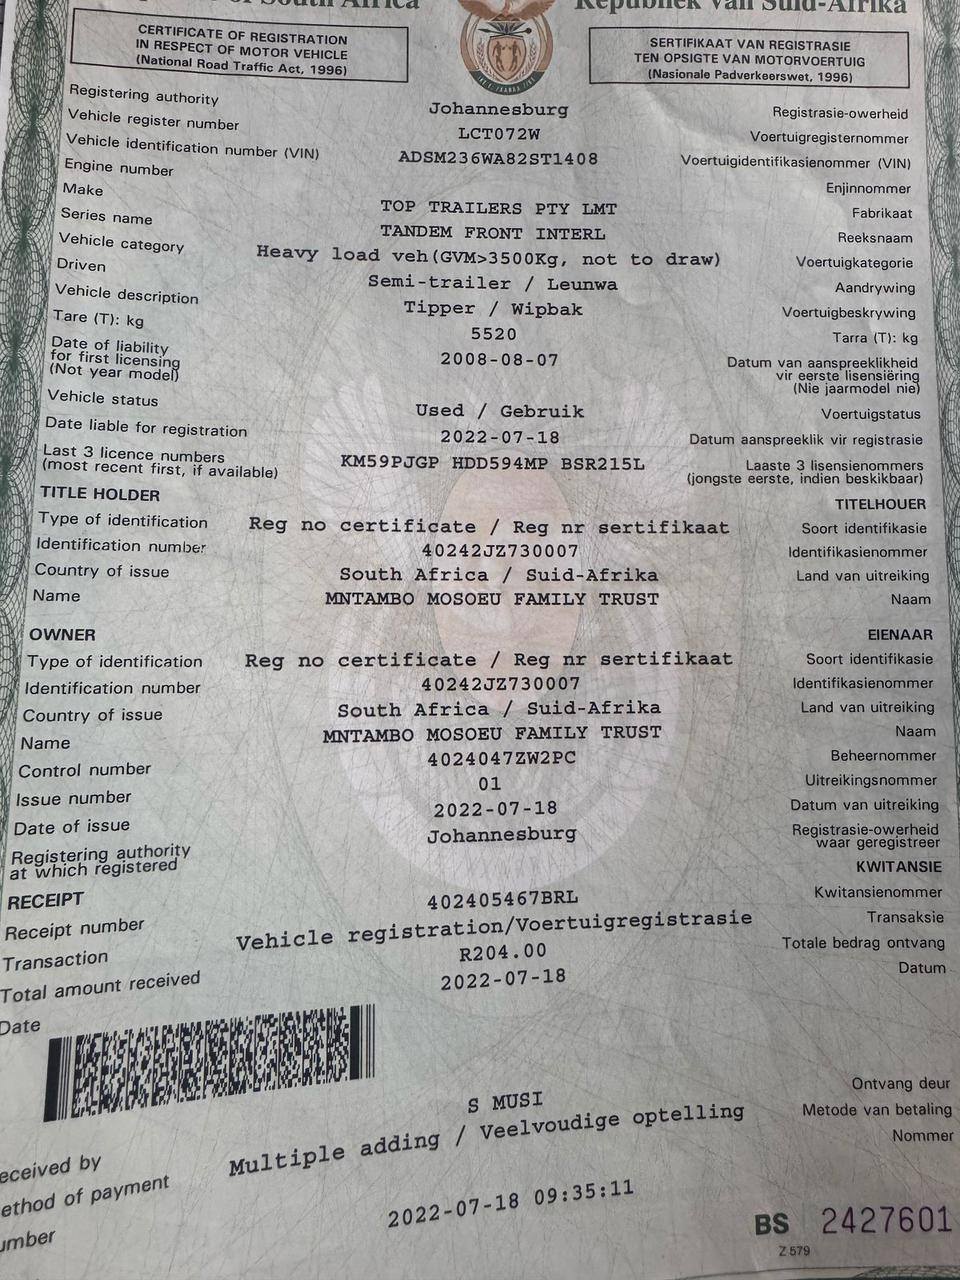 of South Africa
Republiek van Suid-Afrika
CERTIFICATE OF REGISTRATION
IN RESPECT OF MOTOR VEHICLE
(National Road Traffic Act, 1996)
SERTIFIKAAT VAN REGISTRASIE
TEN OPSIGTE VAN MOTORVOERTUIG
(Nasionale Padverkeerswet, 1996)
Registering authority Johannesburg Registrasie-owerheid
Vehicle register number LCT072W Voertuigregisternommer
Vehicle identification number (VIN) ADSM236WA82ST1408 Voertuigidentifikasienommer (VIN)
Engine number Enjinnommer
Make TOP TRAILERS PTY LMT Fabrikaat
Series name TANDEM FRONT INTERL Reeksnaam
Vehicle category Heavy load veh(GVM>3500Kg, not to draw) Voertuigkategorie
Driven Semi-trailer / Leunwa Aandrywing
Vehicle description Tipper / Wipbak Voertuigbeskrywing
Tare (T): kg 5520 Tarra (T): kg
Date of liability 2008-08-07 Datum van aanspreeklikheid
for first licensing vir eerste lisensiëring
(Not year model) (Nie jaarmodel nie)
Vehicle status Used / Gebruik Voertuigstatus
Date liable for registration 2022-07-18 Datum aanspreeklik vir registrasie
Last 3 licence numbers KM59PJGP HDD594MP BSR215L Laaste 3 lisensienommers
(most recent first, if available) (jongste eerste, indien beskikbaar)
TITLE HOLDER TITELHOUER
Type of identification Reg no certificate / Reg nr sertifikaat Soort identifikasie
Identification number 40242JZ730007 Identifikasienommer
Country of issue South Africa / Suid-Afrika Land van uitreiking
Name MNTAMBO MOSOEU FAMILY TRUST Naam
OWNER EIENAAR
Type of identification Reg no certificate / Reg nr sertifikaat Soort identifikasie
Identification number 40242JZ730007 Identifikasienommer
Country of issue South Africa / Suid-Afrika Land van uitreiking
Name MNTAMBO MOSOEU FAMILY TRUST Naam
Control number 4024047ZW2PC Beheernommer
Issue number 01 Uitreikingsnommer
Date of issue 2022-07-18 Datum van uitreiking
Registering authority Johannesburg Registrasie-owerheid
at which registered waar geregistreer
RECEIPT KWITANSIE
Receipt number 402405467BRL Kwitansienommer
Transaction Vehicle registration/Voertuigregistrasie Transaksie
Total amount received R204.00 Totale bedrag ontvang
Date 2022-07-18 Datum
eceived by S MUSI Ontvang deur
ethod of payment Multiple adding / Veelvoudige optelling Metode van betaling
umber Nommer
2022-07-18 09:35:11
BS 2427601
Z 579